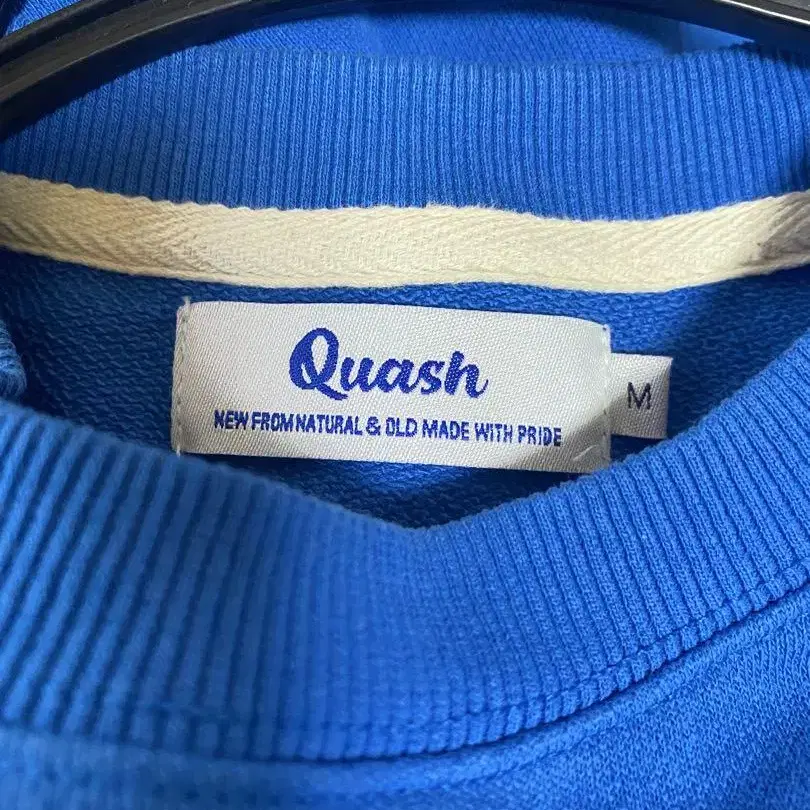 Quash
NEW FROM NATURAL & OLD MADE WITH PRIDE
M